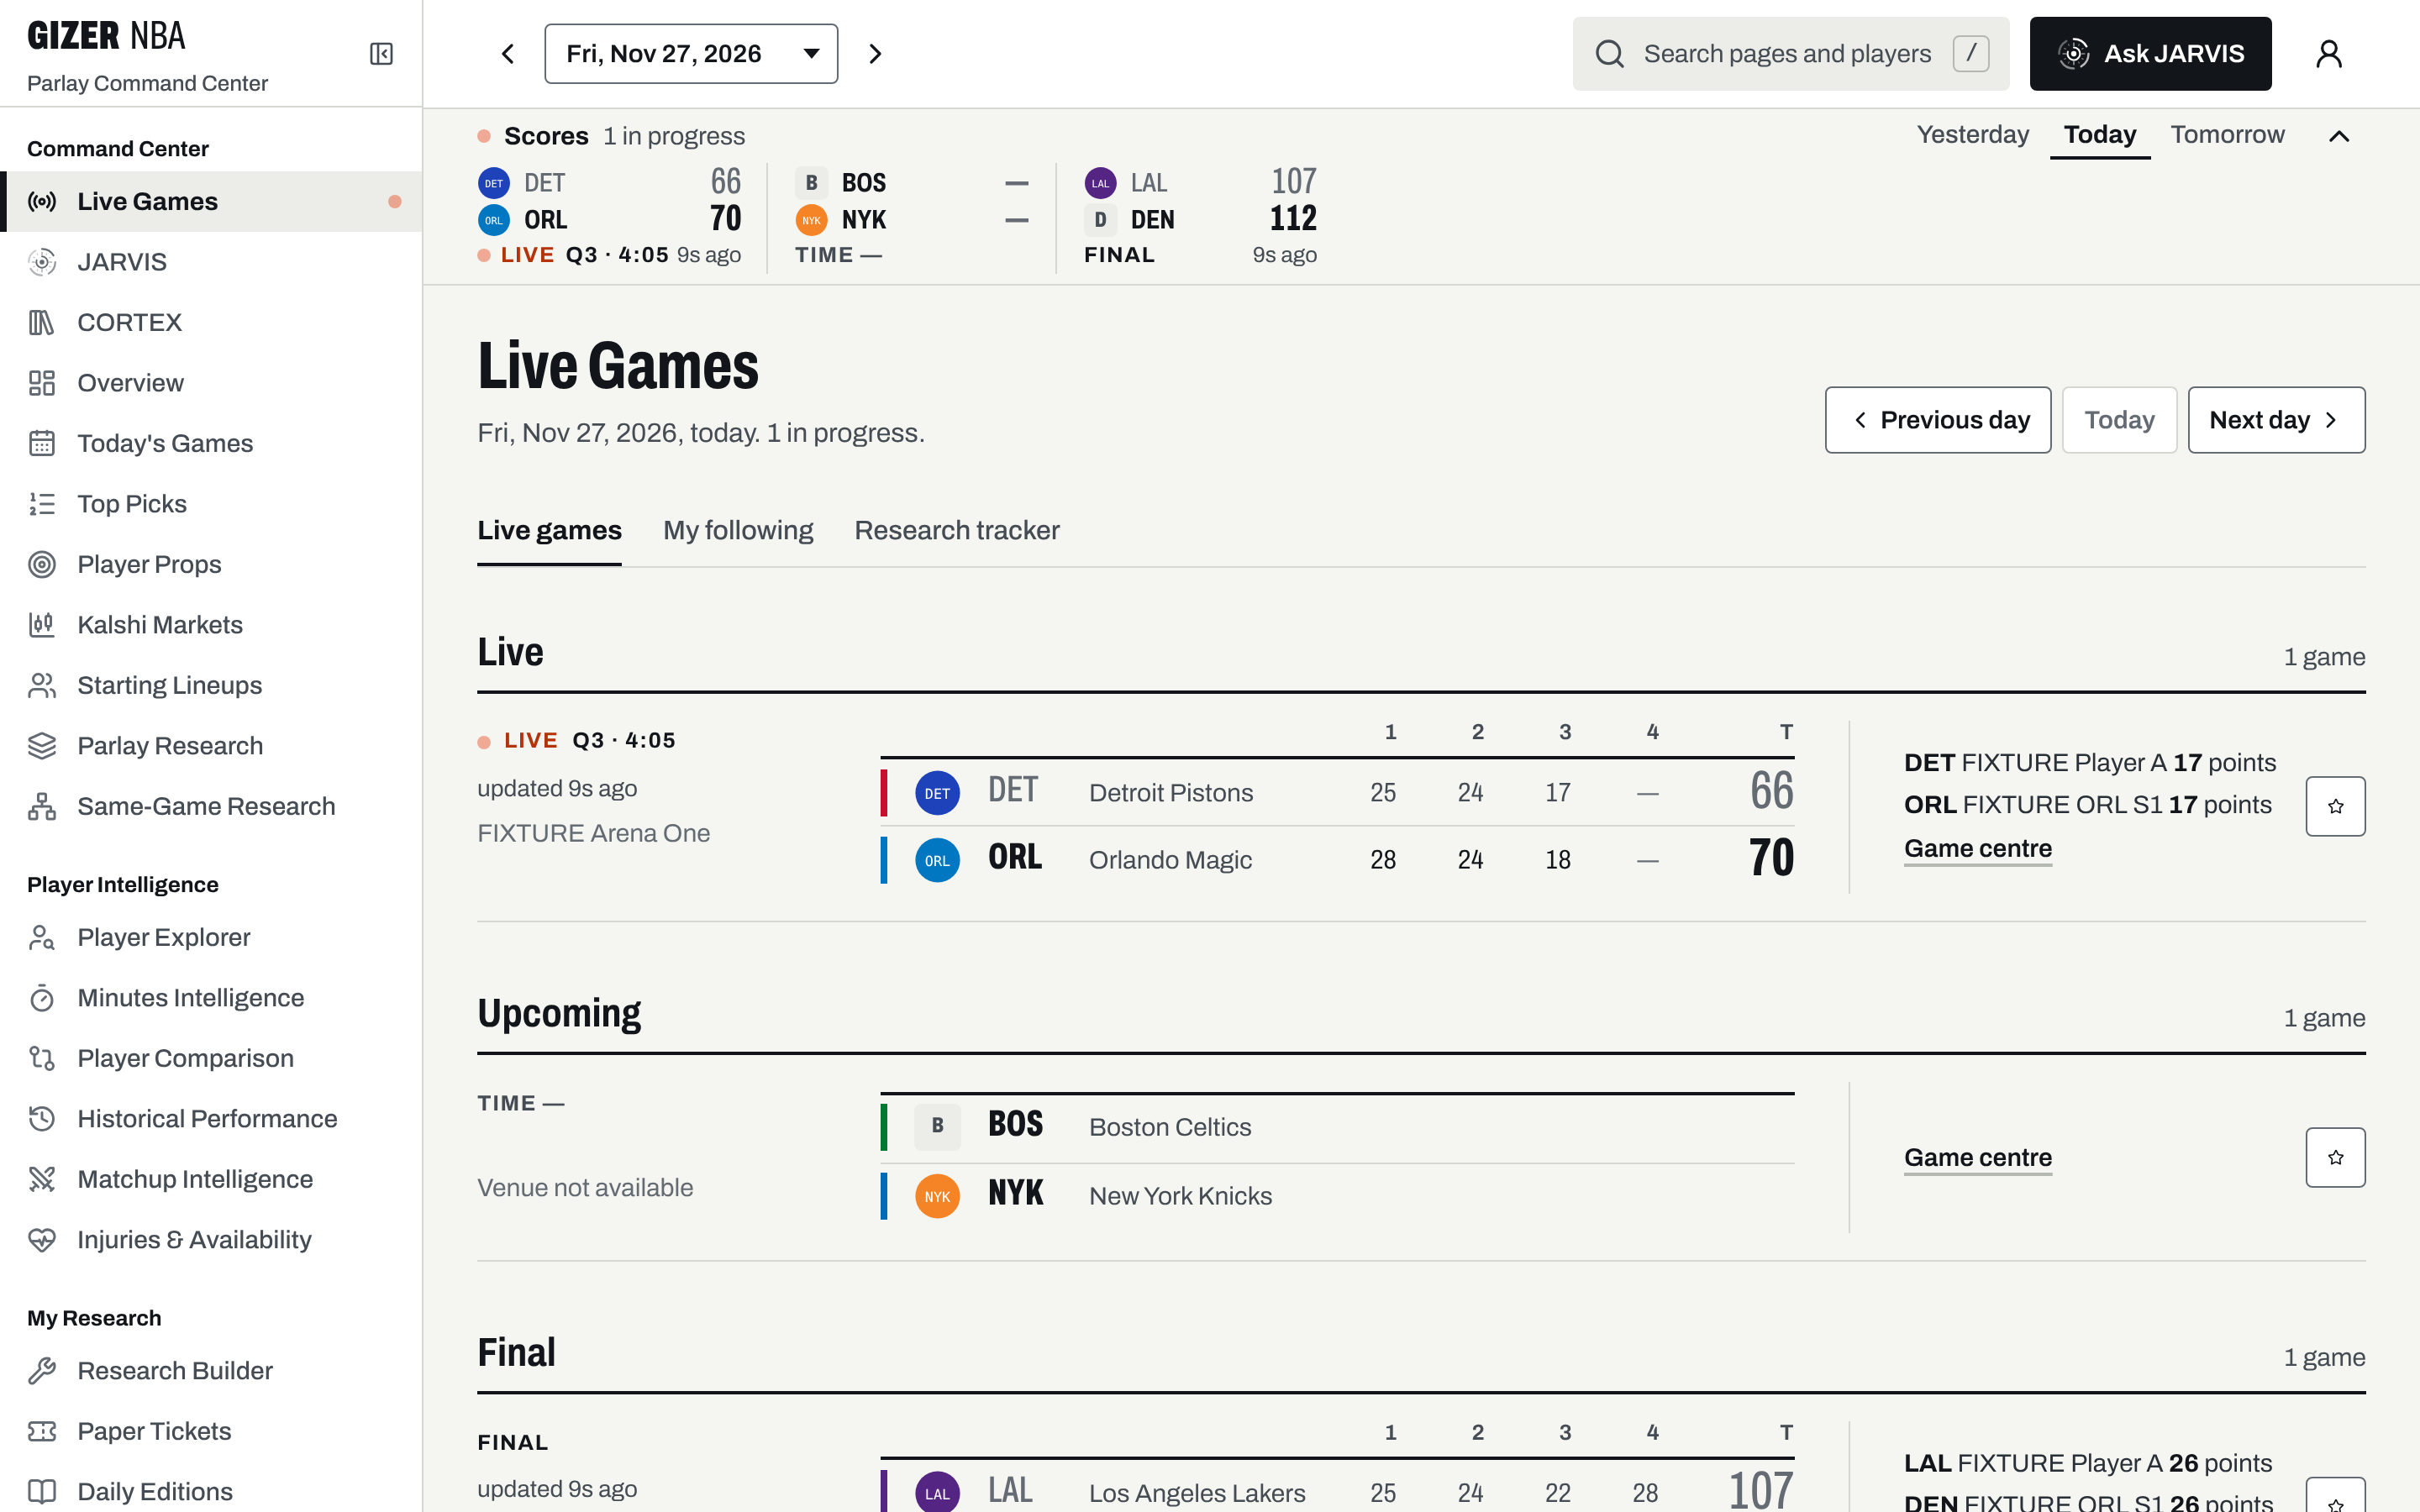 GIZER NBA
Parlay Command Center
Fri, Nov 27, 2026
Search pages and players /
Ask JARVIS
Command Center
Live Games
JARVIS
CORTEX
Overview
Today's Games
Top Picks
Player Props
Kalshi Markets
Starting Lineups
Parlay Research
Same-Game Research
Player Intelligence
Player Explorer
Minutes Intelligence
Player Comparison
Historical Performance
Matchup Intelligence
Injuries & Availability
My Research
Research Builder
Paper Tickets
Daily Editions
Scores 1 in progress
Yesterday Today Tomorrow
DET DET 66
ORL ORL 70
LIVE Q3 · 4:05 9s ago
B BOS —
NYK NYK —
TIME —
LAL LAL 107
D DEN 112
FINAL 9s ago
Live Games
Fri, Nov 27, 2026, today. 1 in progress.
Previous day Today Next day
Live games My following Research tracker
Live 1 game
LIVE Q3 · 4:05
updated 9s ago
FIXTURE Arena One
1 2 3 4 T
DET DET Detroit Pistons 25 24 17 — 66
ORL ORL Orlando Magic 28 24 18 — 70
DET FIXTURE Player A 17 points
ORL FIXTURE ORL S1 17 points
Game centre
Upcoming 1 game
TIME —
Venue not available
B BOS Boston Celtics
NYK NYK New York Knicks
Game centre
Final 1 game
FINAL
updated 9s ago
1 2 3 4 T
LAL LAL Los Angeles Lakers 25 24 22 28 107
LAL FIXTURE Player A 26 points
DEN FIXTURE ORL S1 26 points